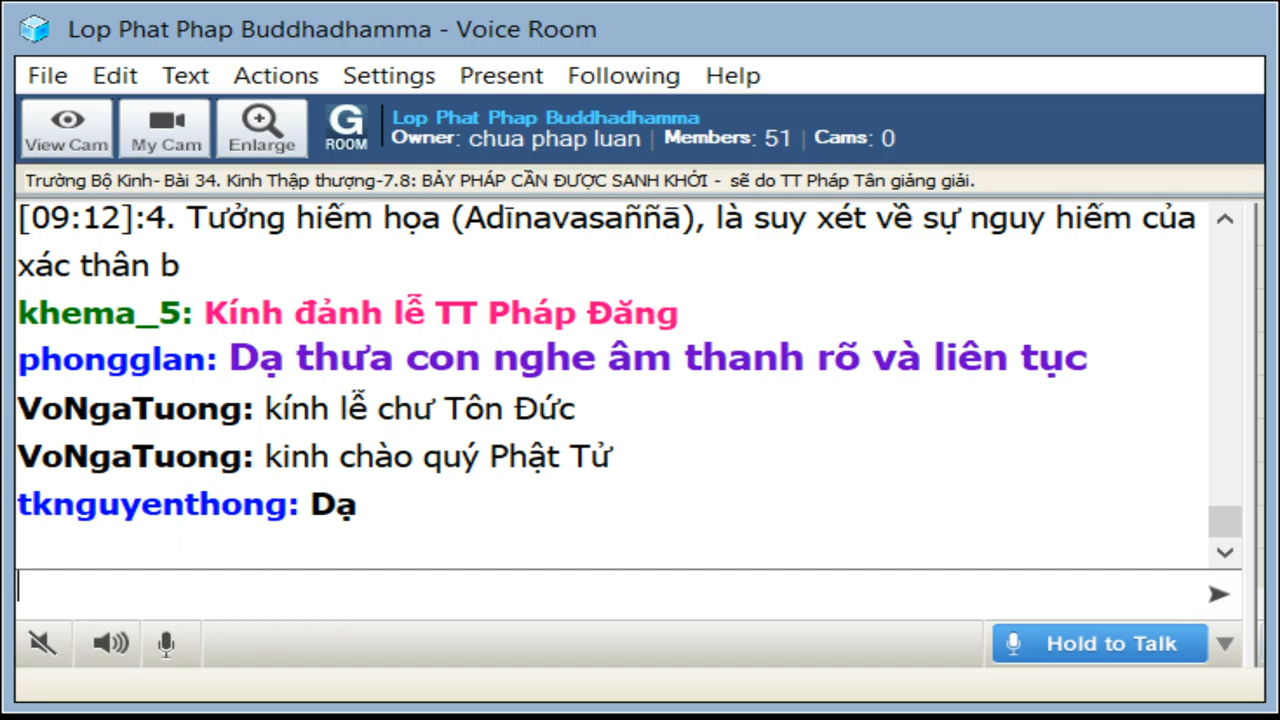 Lop Phat Phap Buddhadhamma - Voice Room
File Edit Text Actions Settings Present Following Help
View Cam My Cam Enlarge G ROOM
Lop Phat Phap Buddhadhamma
Owner: chua phap luan | Members: 51 | Cams: 0
Trường Bộ Kinh- Bài 34. Kinh Thập thượng-7.8: BẢY PHÁP CẦN ĐƯỢC SANH KHỞI - sẽ do TT Pháp Tân giảng giải.
[09:12]:4. Tưởng hiểm họa (Adīnavasaññā), là suy xét về sự nguy hiểm của
xác thân b
khema_5: Kính đảnh lễ TT Pháp Đăng
phongglan: Dạ thưa con nghe âm thanh rõ và liên tục
VoNgaTuong: kính lễ chư Tôn Đức
VoNgaTuong: kinh chào quý Phật Tử
tknguyenthong: Dạ
Hold to Talk